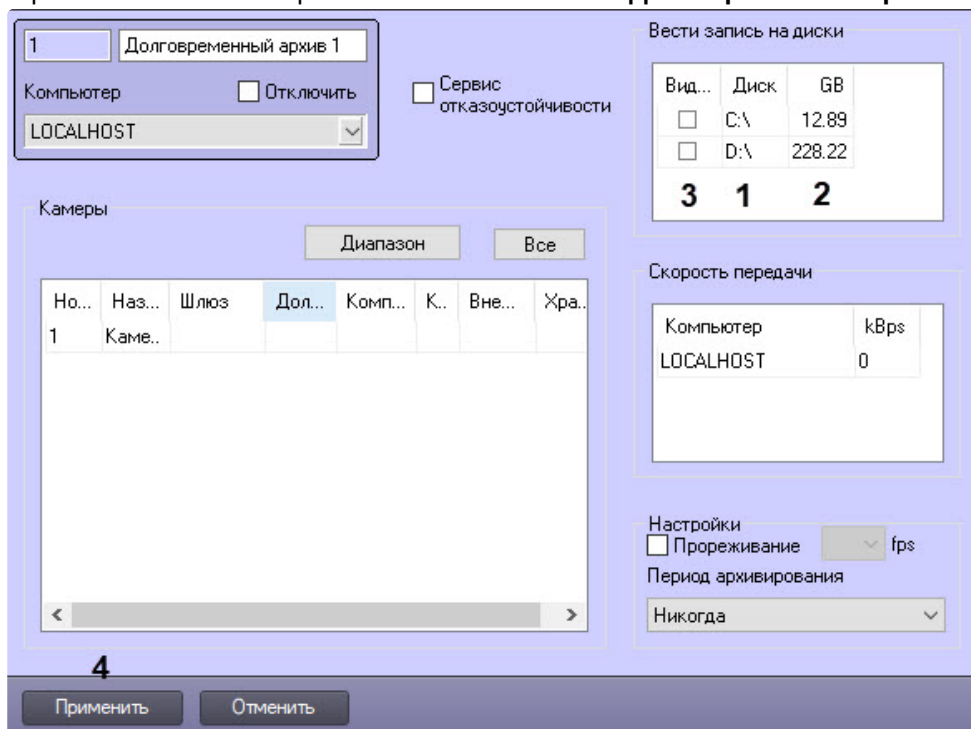 1
Долговременный архив 1
Компьютер
Отключить
LOCALHOST
Сервис
отказоустойчивости
Вести запись на диски
Вид... Диск GB
C:\ 12.89
D:\ 228.22
3 1 2
Камеры
Диапазон
Все
Но... Наз... Шлюз Дол... Комп... К.. Вне... Хра..
1 Каме..
Скорость передачи
Компьютер kBps
LOCALHOST 0
Настройки
Прореживание
fps
Период архивирования
Никогда
4
Применить
Отменить